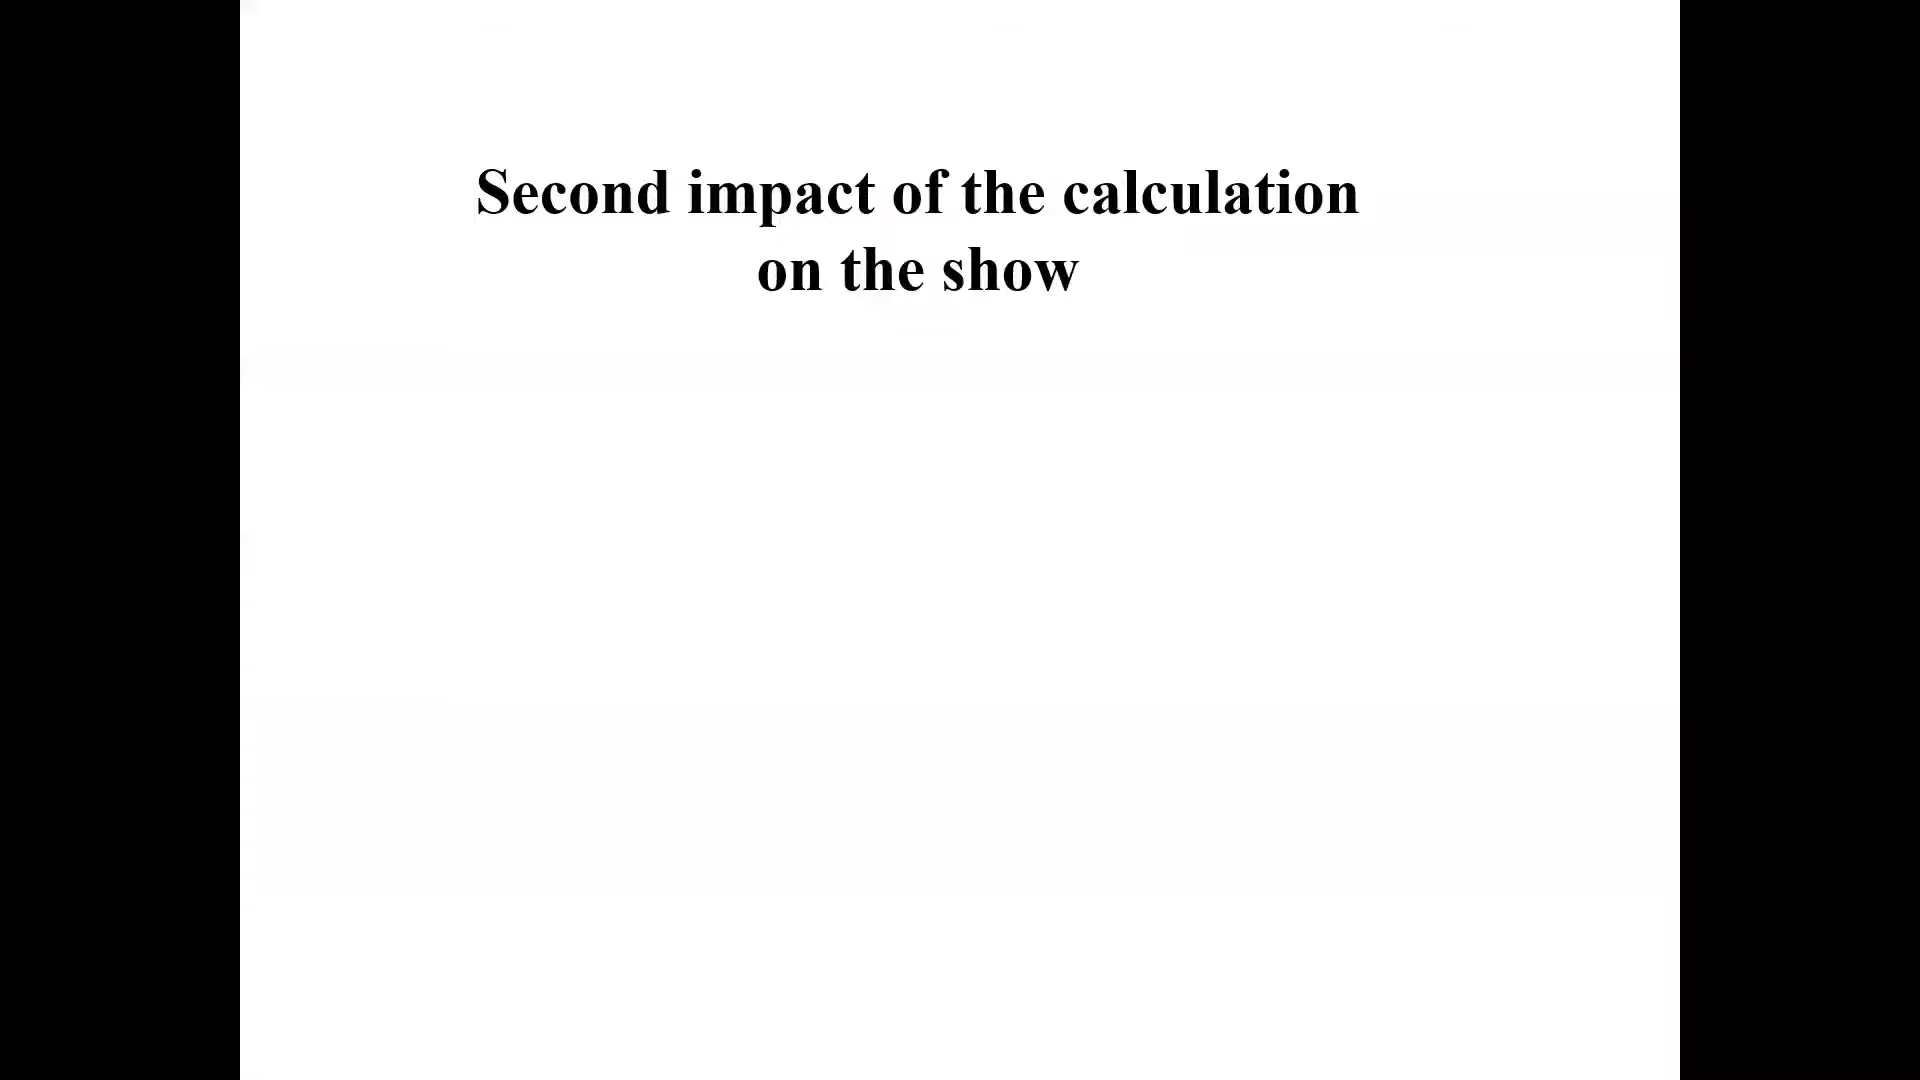 Second impact of the calculation
on the show